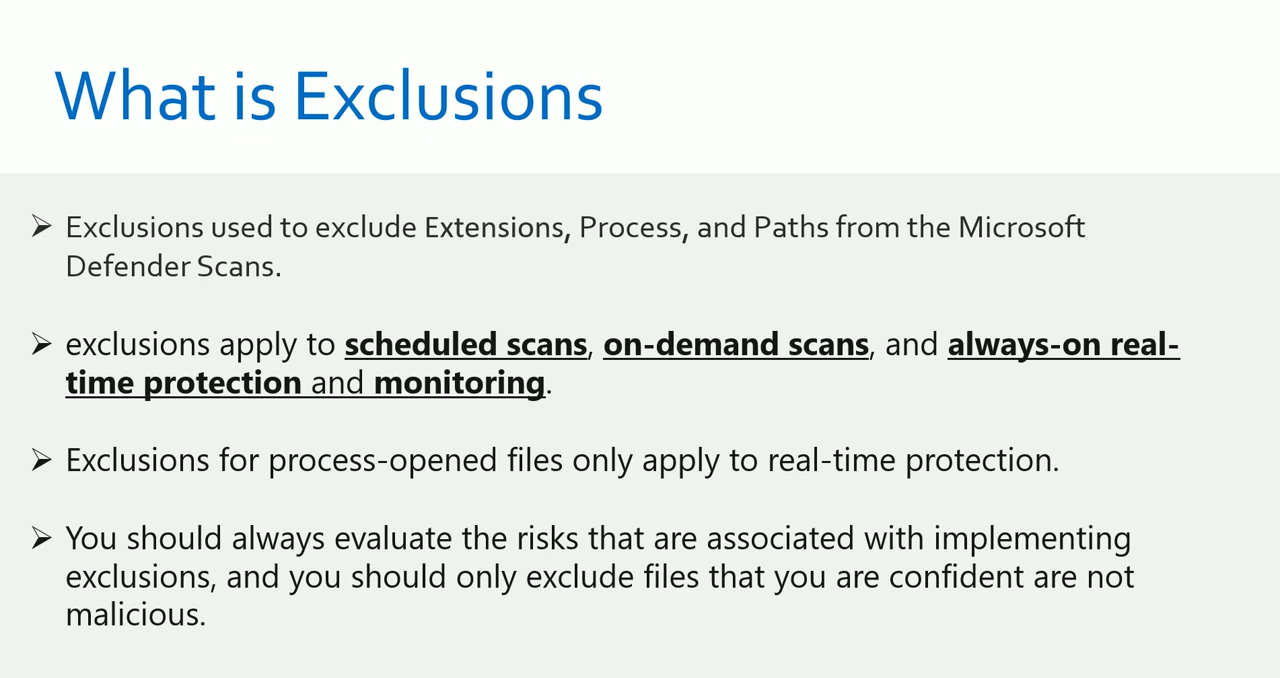 What is Exclusions
➢ Exclusions used to exclude Extensions, Process, and Paths from the Microsoft
Defender Scans.
➢ exclusions apply to scheduled scans, on-demand scans, and always-on real-
time protection and monitoring.
➢ Exclusions for process-opened files only apply to real-time protection.
➢ You should always evaluate the risks that are associated with implementing
exclusions, and you should only exclude files that you are confident are not
malicious.